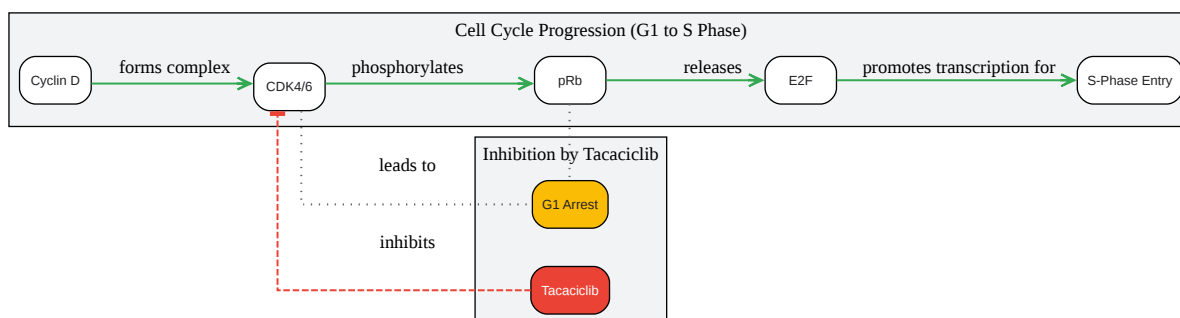 Cell Cycle Progression (G1 to S Phase)
Cyclin D
forms complex
CDK4/6
phosphorylates
pRb
releases
E2F
promotes transcription for
S-Phase Entry
Inhibition by Tacaciclib
leads to
G1 Arrest
inhibits
Tacaciclib